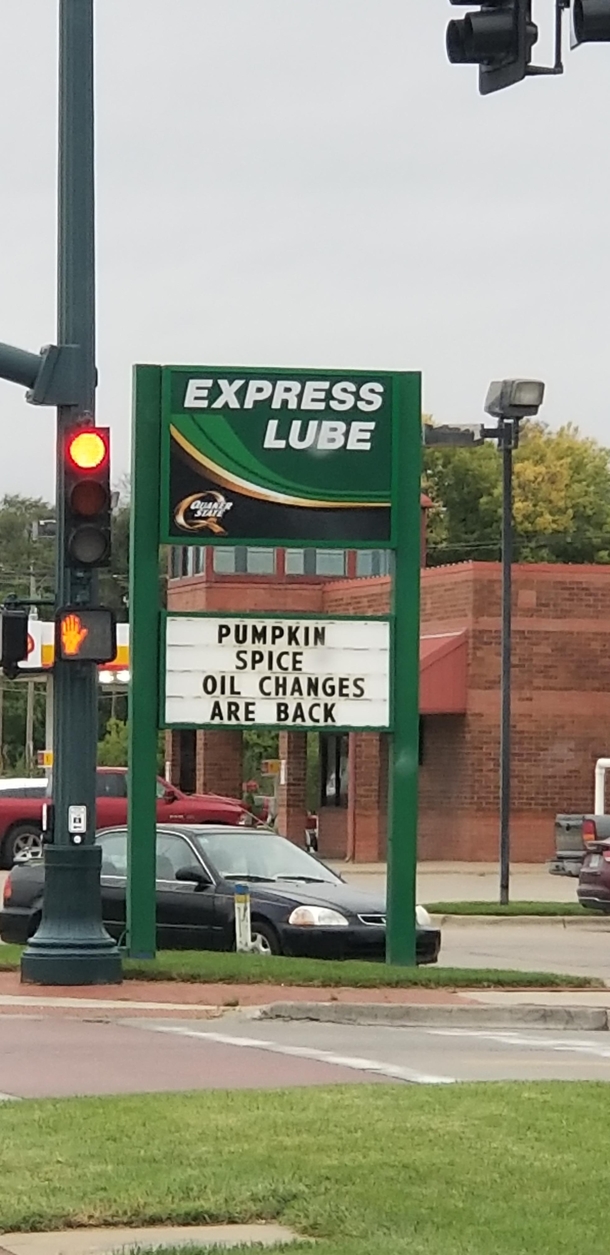 EXPRESS
LUBE
QUAKER
STATE
PUMPKIN
SPICE
OIL CHANGES
ARE BACK